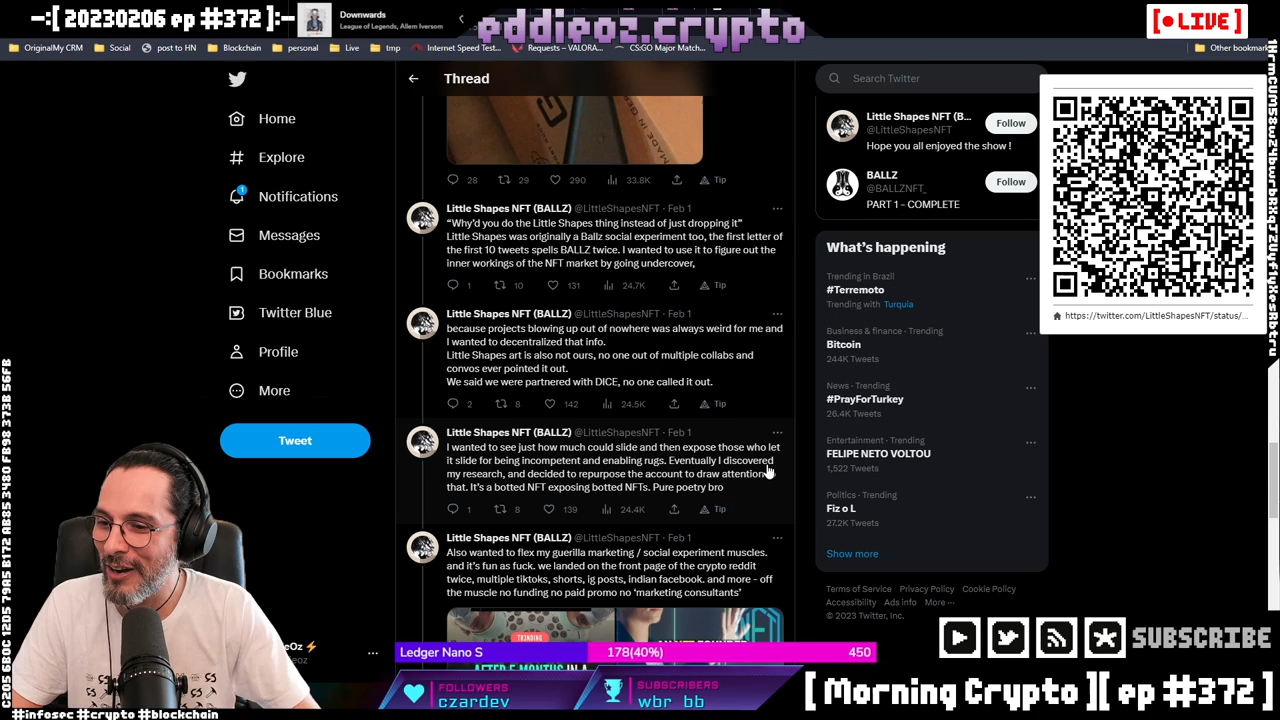 -:[ 20230206 ep #372 ]:-
Downwards
League of Legends, Allem Iverson
eddieoz.crypto
[ LIVE ]
OriginalMy CRM
Social
post to HN
Blockchain
personal
Live
tmp
Internet Speed Test...
Requests – VALORA...
CS:GO Major Match...
Other bookmark
Home
Explore
1
Notifications
Messages
Bookmarks
Twitter Blue
Profile
More
Tweet
Thread
28
29
290
33.8K
Tip
Little Shapes NFT (BALLZ) @LittleShapesNFT · Feb 1
“Why'd you do the Little Shapes thing instead of just dropping it”
Little Shapes was originally a Ballz social experiment too, the first letter of
the first 10 tweets spells BALLZ twice. I wanted to use it to figure out the
inner workings of the NFT market by going undercover,
1
10
131
24.7K
Tip
Little Shapes NFT (BALLZ) @LittleShapesNFT · Feb 1
because projects blowing up out of nowhere was always weird for me and
I wanted to decentralized that info.
Little Shapes art is also not ours, no one out of multiple collabs and
convos ever pointed it out.
We said we were partnered with DICE, no one called it out.
2
8
142
24.5K
Tip
Little Shapes NFT (BALLZ) @LittleShapesNFT · Feb 1
I wanted to see just how much could slide and then expose those who let
it slide for being incompetent and enabling rugs. Eventually I discovered
my research, and decided to repurpose the account to draw attention
that. It's a botted NFT exposing botted NFTs. Pure poetry bro
1
8
139
24.4K
Tip
Little Shapes NFT (BALLZ) @LittleShapesNFT · Feb 1
Also wanted to flex my guerilla marketing / social experiment muscles.
and it's fun as fuck. we landed on the front page of the crypto reddit
twice, multiple tiktoks, shorts, ig posts, indian facebook. and more - off
the muscle no funding no paid promo no 'marketing consultants'
TRENDING
Search Twitter
Little Shapes NFT (B...
@LittleShapesNFT
Follow
Hope you all enjoyed the show !
BALLZ
@BALLZNFT_
Follow
PART 1 - COMPLETE
What's happening
Trending in Brazil
#Terremoto
Trending with Turquia
Business & finance · Trending
Bitcoin
244K Tweets
News · Trending
#PrayForTurkey
26.4K Tweets
Entertainment · Trending
FELIPE NETO VOLTOU
1,522 Tweets
Politics · Trending
Fiz o L
27.2K Tweets
Show more
Terms of Service Privacy Policy Cookie Policy
Accessibility Ads info More ···
© 2023 Twitter, Inc.
https://twitter.com/LittleShapesNFT/status/...
Ledger Nano S
178(40%)
450
FOLLOWERS
czardev
SUBSCRIBERS
wbr_bb
SUBSCRIBE
[ Morning Crypto ][ ep #372 ]
#infosec #crypto #blockchain